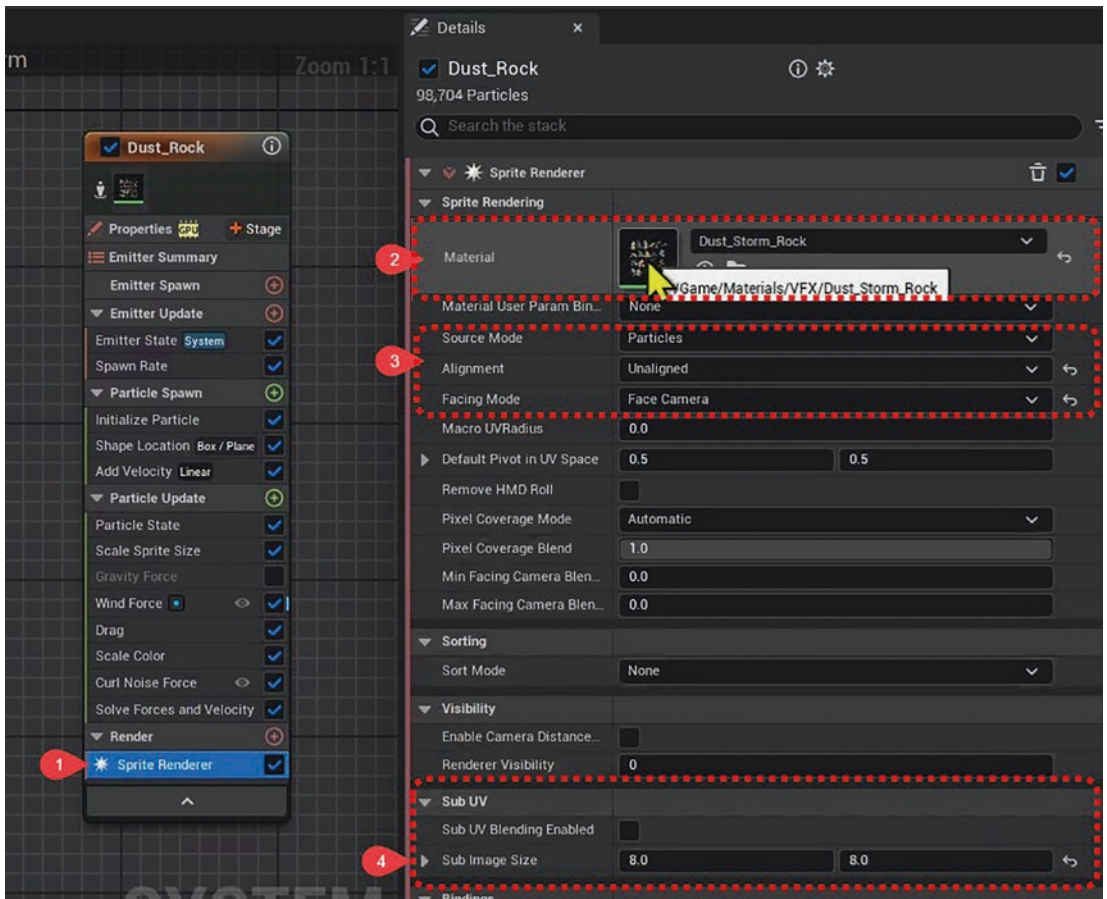 Details ×
rm
Zoom 1:1
Dust_Rock
98,704 Particles
Search the stack
Dust_Rock
Properties GPU + Stage
Emitter Summary
Emitter Spawn
Emitter Update
Emitter State System
Spawn Rate
Particle Spawn
Initialize Particle
Shape Location Box / Plane
Add Velocity Linear
Particle Update
Particle State
Scale Sprite Size
Gravity Force
Wind Force
Drag
Scale Color
Curl Noise Force
Solve Forces and Velocity
Render
1 Sprite Renderer
SYSTEM
Sprite Renderer
Sprite Rendering
2 Material Dust_Storm_Rock
/Game/Materials/VFX/Dust_Storm_Rock
Material User Param Bin... None
Source Mode Particles
3 Alignment Unaligned
Facing Mode Face Camera
Macro UVRadius 0.0
Default Pivot in UV Space 0.5 0.5
Remove HMD Roll
Pixel Coverage Mode Automatic
Pixel Coverage Blend 1.0
Min Facing Camera Blen... 0.0
Max Facing Camera Blen... 0.0
Sorting
Sort Mode None
Visibility
Enable Camera Distance...
Renderer Visibility 0
Sub UV
Sub UV Blending Enabled
4 Sub Image Size 8.0 8.0
Bindings